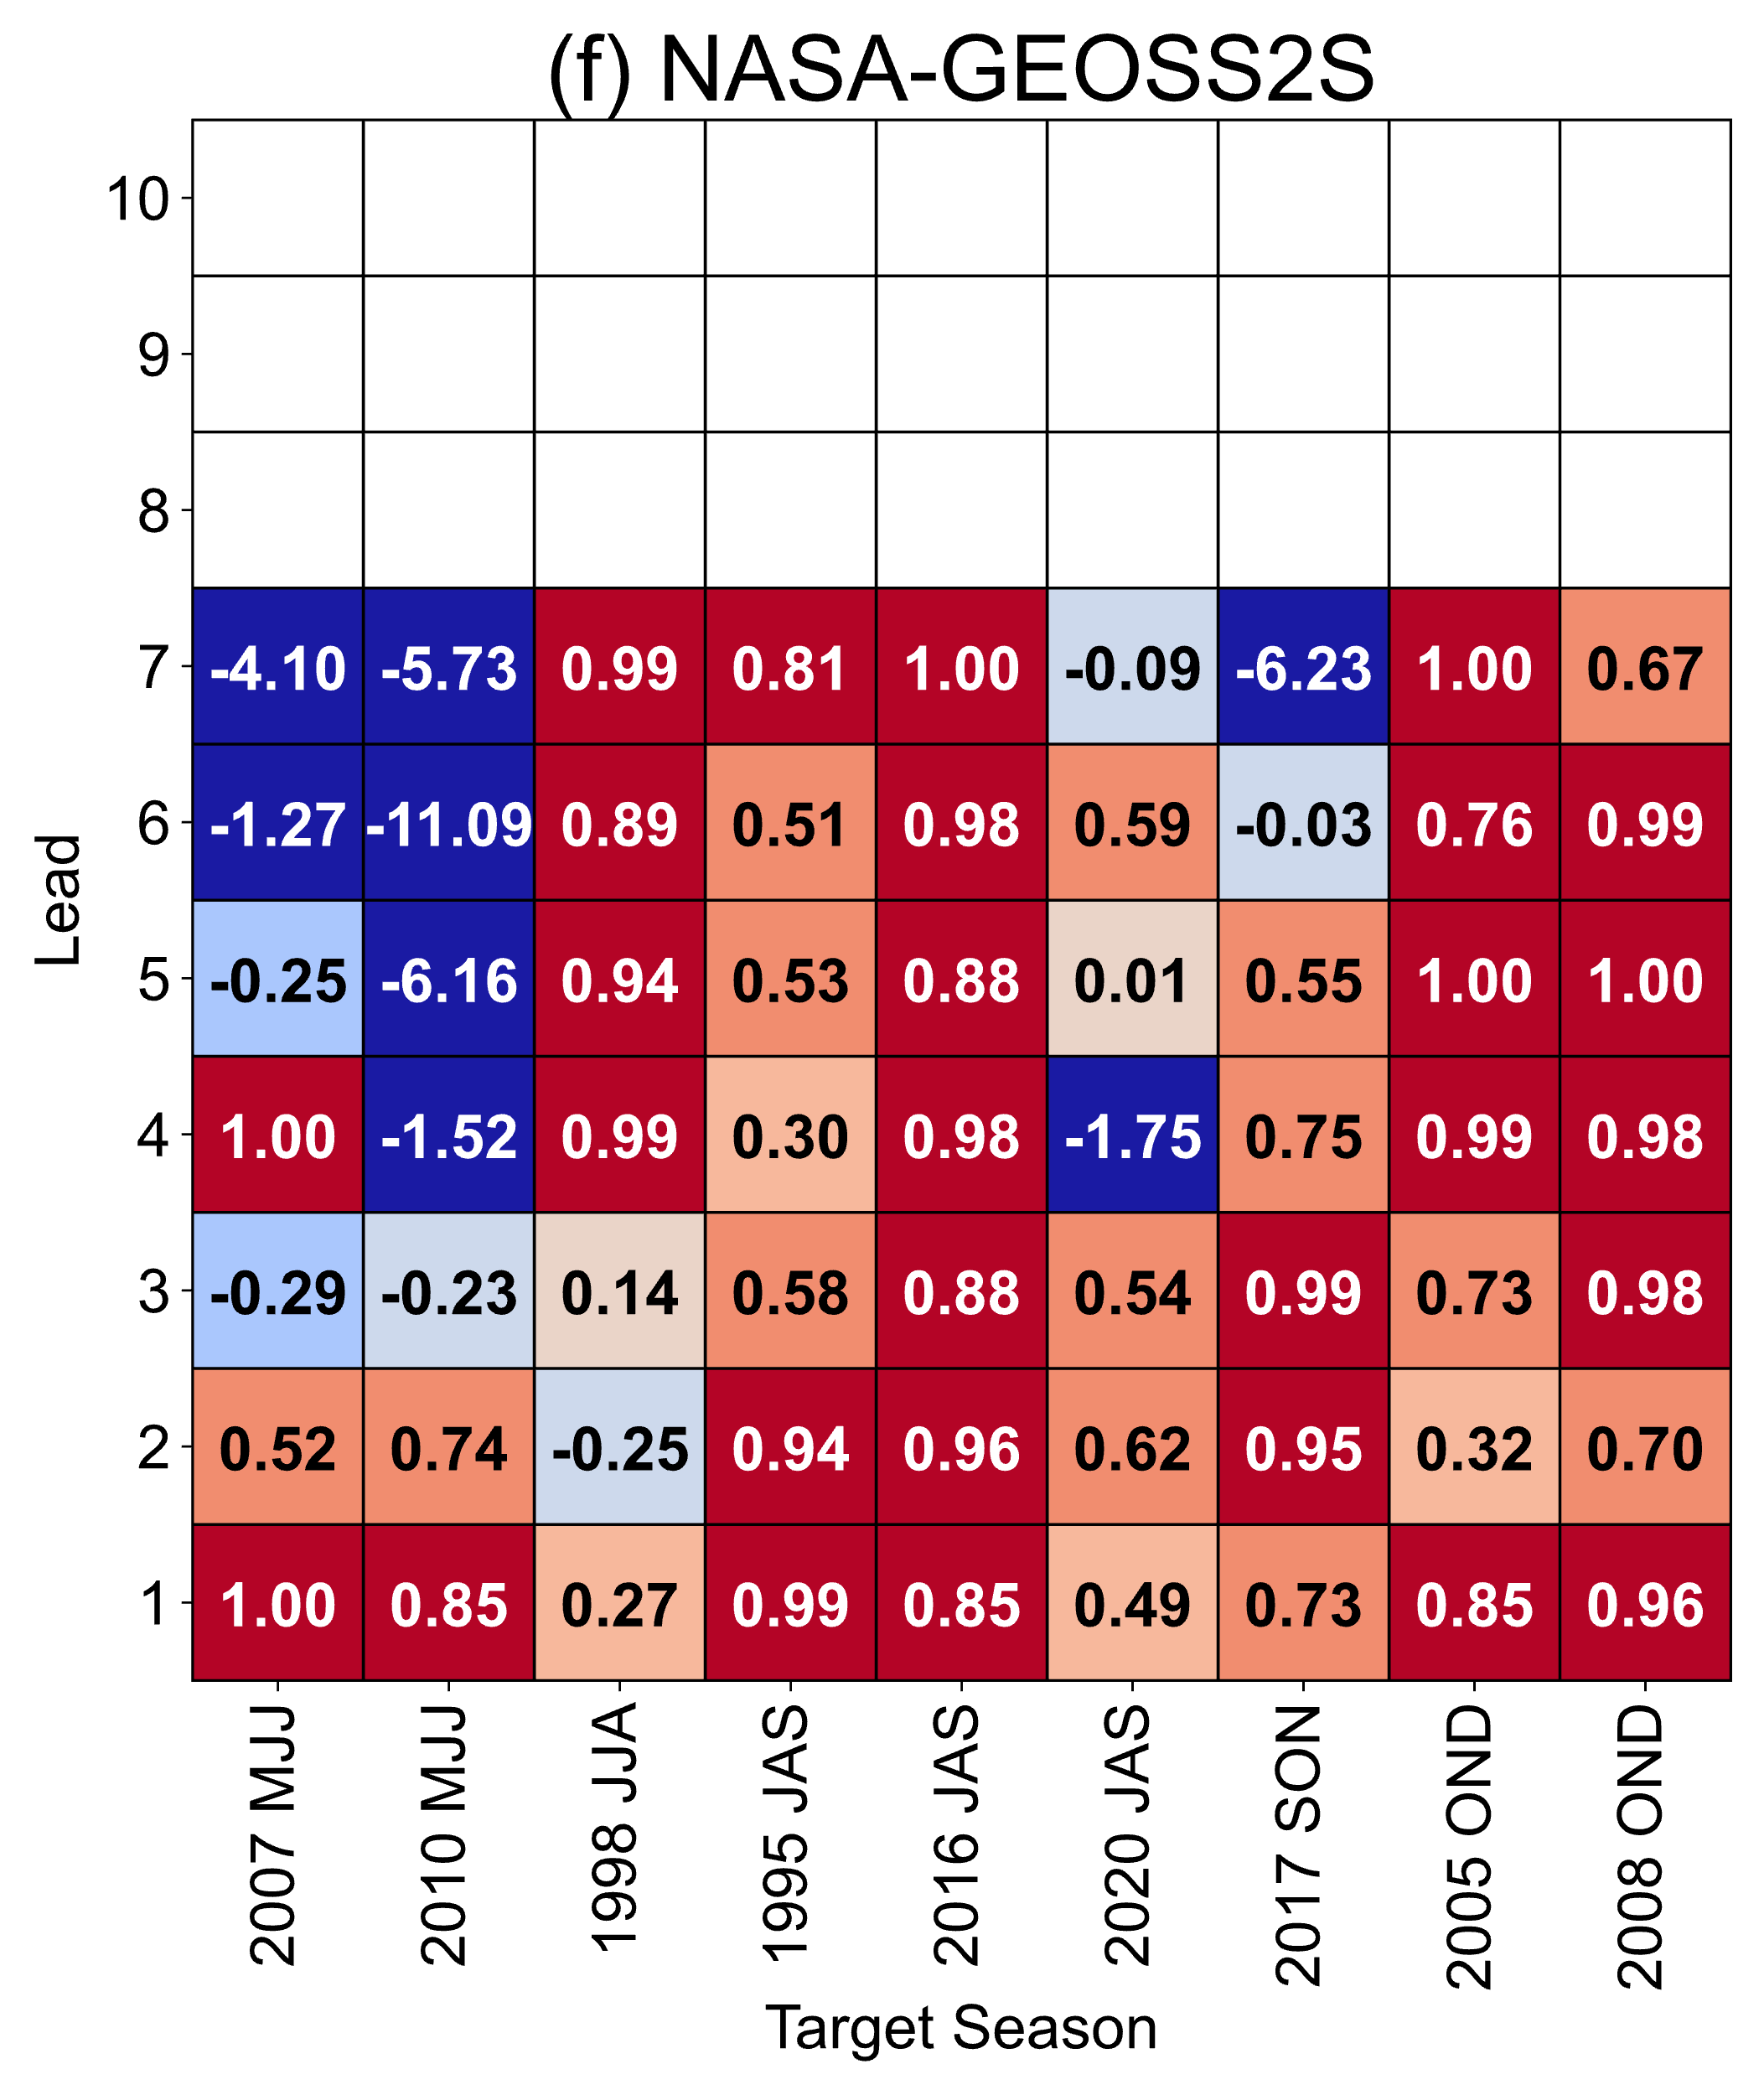 (f) NASA-GEOSS2S
10
9
8
7 -4.10 -5.73 0.99 0.81 1.00 -0.09 -6.23 1.00 0.67
6 -1.27 -11.09 0.89 0.51 0.98 0.59 -0.03 0.76 0.99
5 -0.25 -6.16 0.94 0.53 0.88 0.01 0.55 1.00 1.00
4 1.00 -1.52 0.99 0.30 0.98 -1.75 0.75 0.99 0.98
3 -0.29 -0.23 0.14 0.58 0.88 0.54 0.99 0.73 0.98
2 0.52 0.74 -0.25 0.94 0.96 0.62 0.95 0.32 0.70
1 1.00 0.85 0.27 0.99 0.85 0.49 0.73 0.85 0.96
Lead
2007 MJJ
2010 MJJ
1998 JJA
1995 JAS
2016 JAS
2020 JAS
2017 SON
2005 OND
2008 OND
Target Season